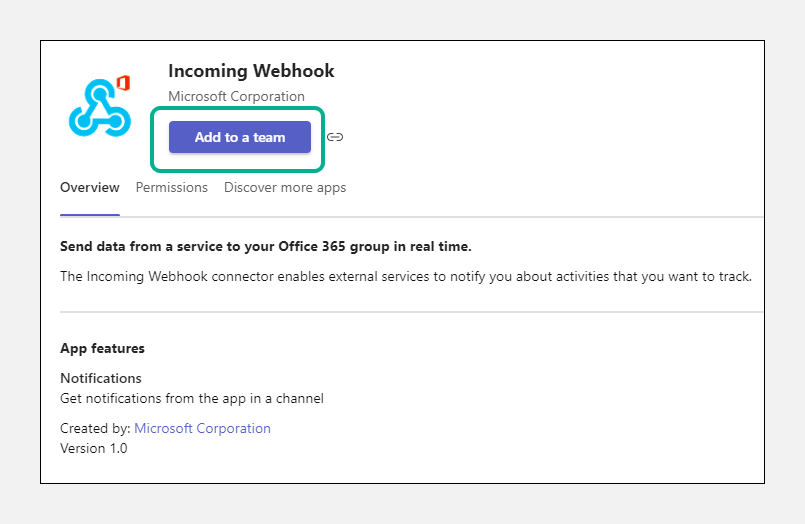 Incoming Webhook
Microsoft Corporation
Add to a team
Overview Permissions Discover more apps
Send data from a service to your Office 365 group in real time.
The Incoming Webhook connector enables external services to notify you about activities that you want to track.
App features
Notifications
Get notifications from the app in a channel
Created by: Microsoft Corporation
Version 1.0